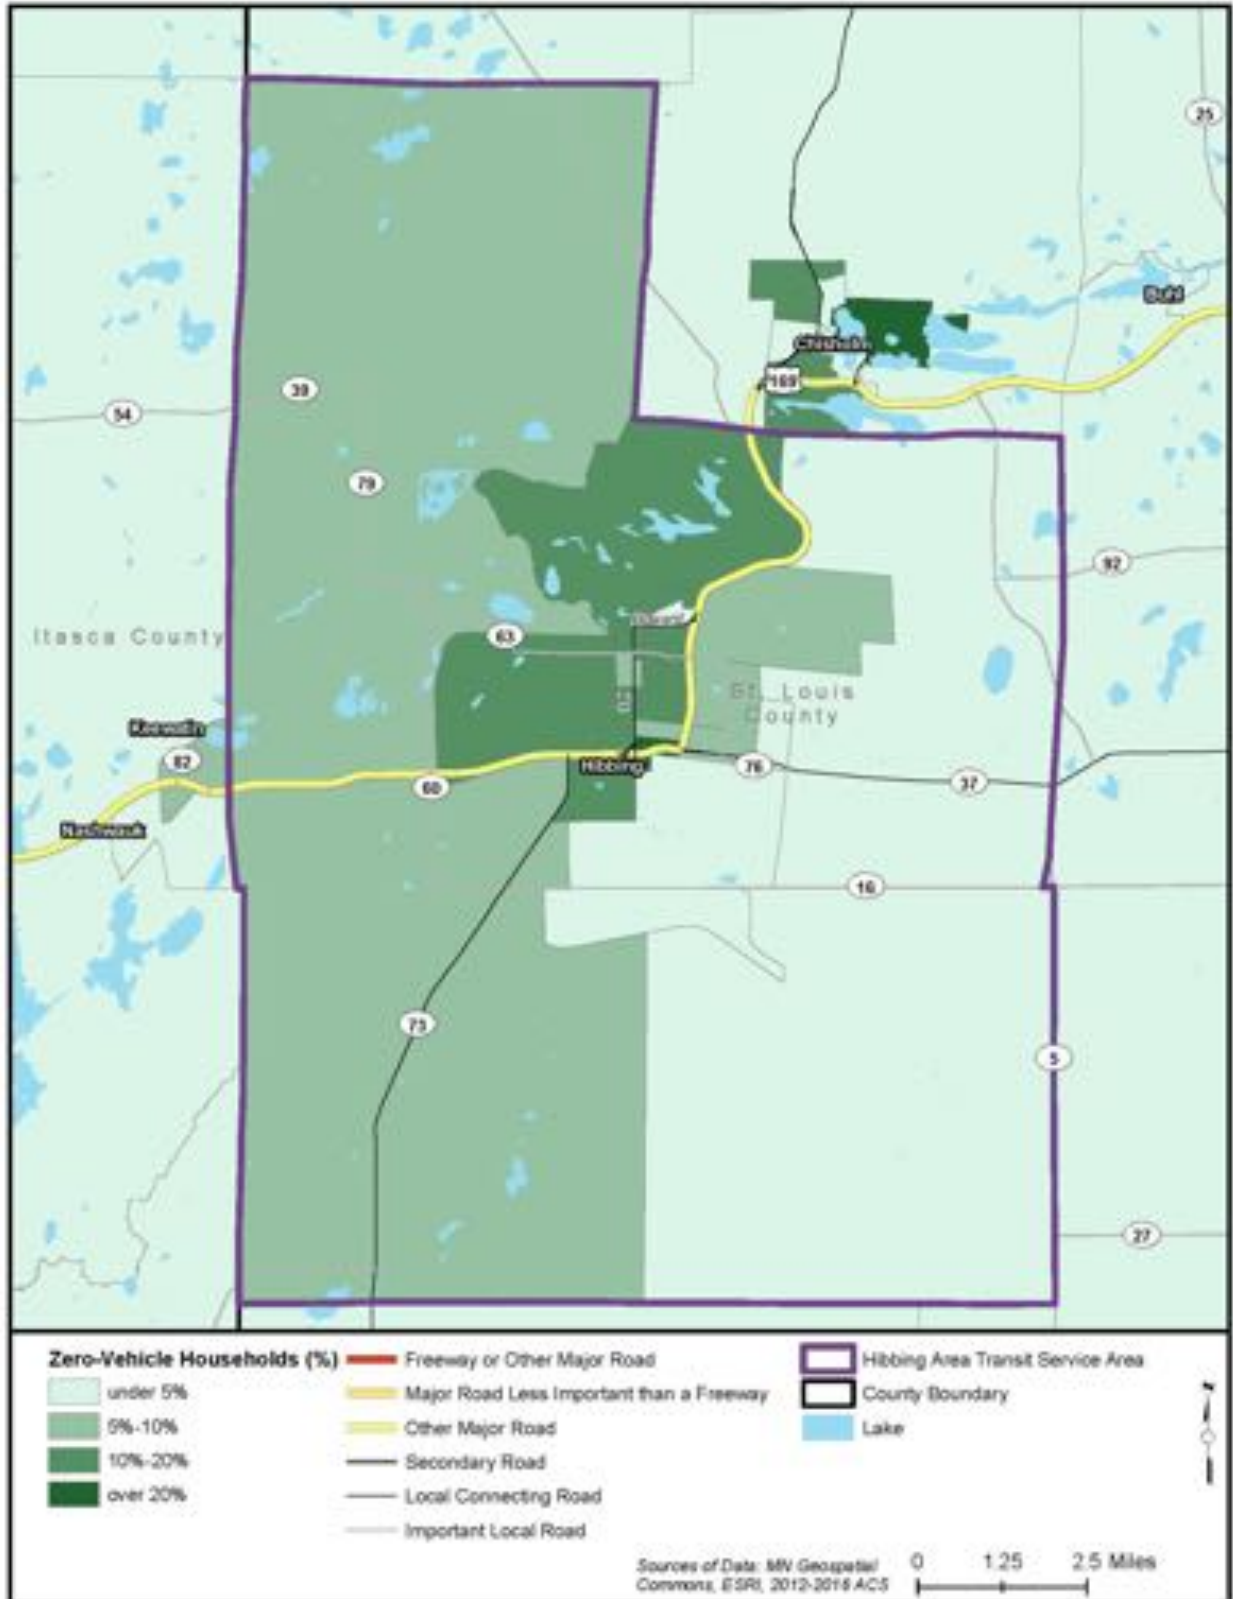 25
Buhl
Chisholm
169
39
54
79
92
Itasca County
63
St. Louis
County
Keewatin
82
Hibbing
76
37
60
Nashwauk
16
73
5
27
Zero-Vehicle Households (%)
under 5%
5%-10%
10%-20%
over 20%
Freeway or Other Major Road
Major Road Less Important than a Freeway
Other Major Road
Secondary Road
Local Connecting Road
Important Local Road
Hibbing Area Transit Service Area
County Boundary
Lake
N
Sources of Data: MN Geospatial
Commons, ESRI, 2012-2016 ACS
0 1.25 2.5 Miles